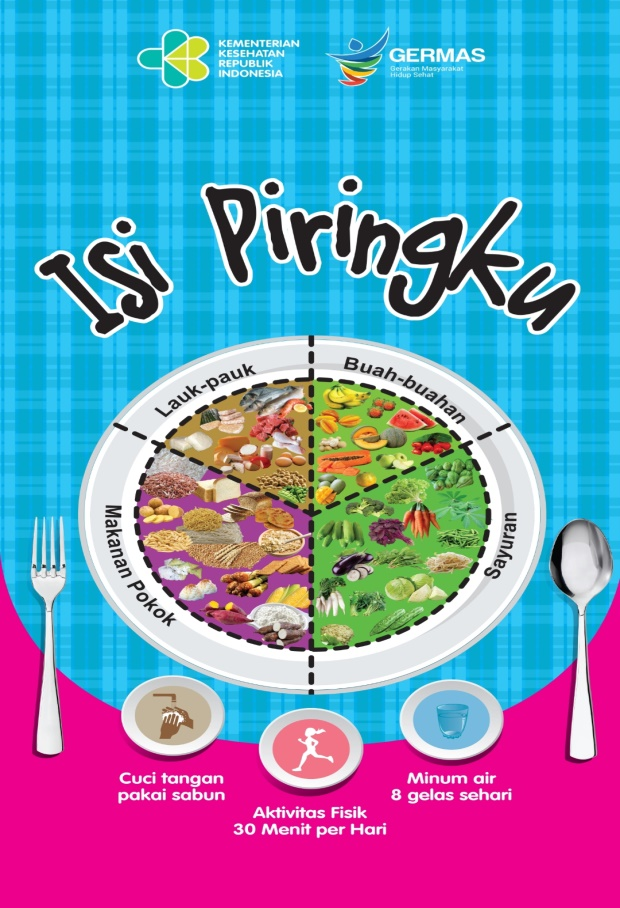 KEMENTERIAN
KESEHATAN
REPUBLIK
INDONESIA
GERMAS
Gerakan Masyarakat
Hidup Sehat
Isi Piringku
Lauk-pauk
Buah-buahan
Makanan Pokok
Sayuran
Cuci tangan
pakai sabun
Aktivitas Fisik
30 Menit per Hari
Minum air
8 gelas sehari